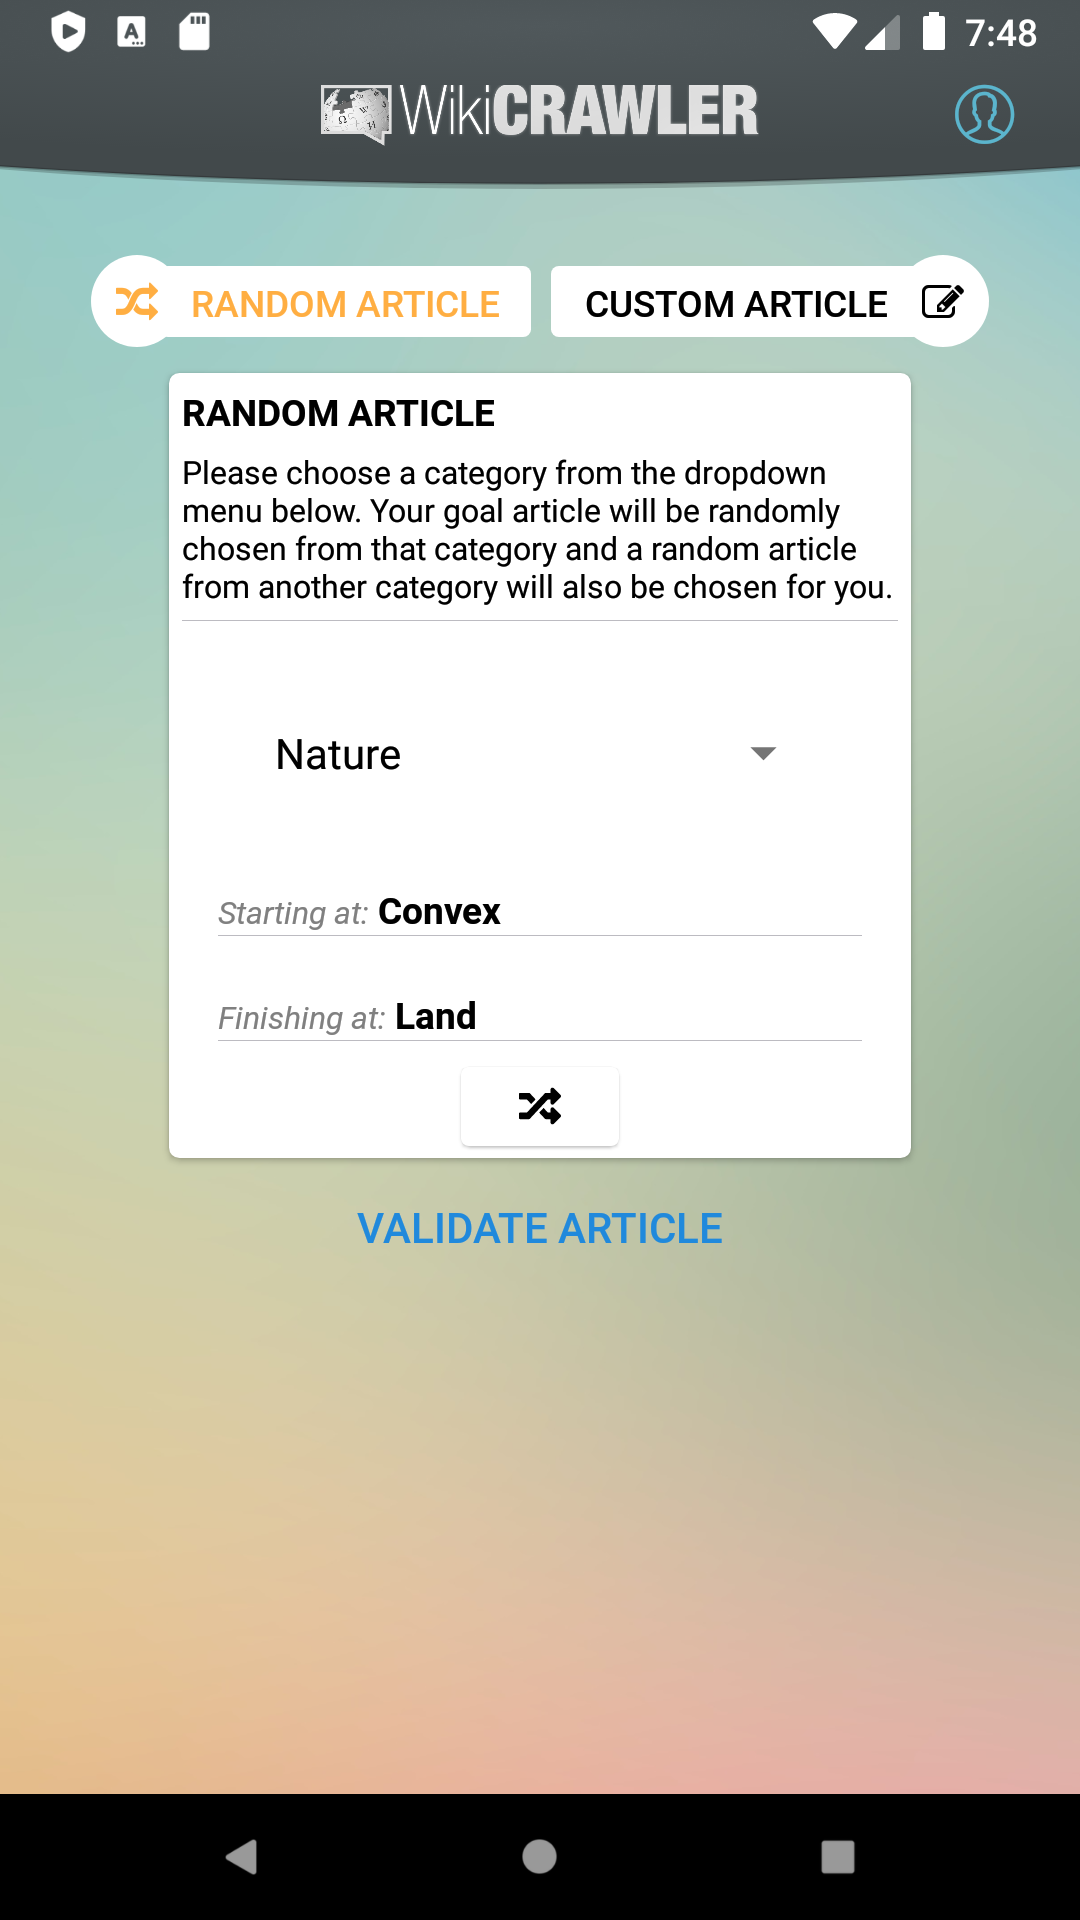 7:48
WikiCRAWLER
RANDOM ARTICLE
CUSTOM ARTICLE
RANDOM ARTICLE
Please choose a category from the dropdown
menu below. Your goal article will be randomly
chosen from that category and a random article
from another category will also be chosen for you.
Nature
Starting at: Convex
Finishing at: Land
VALIDATE ARTICLE